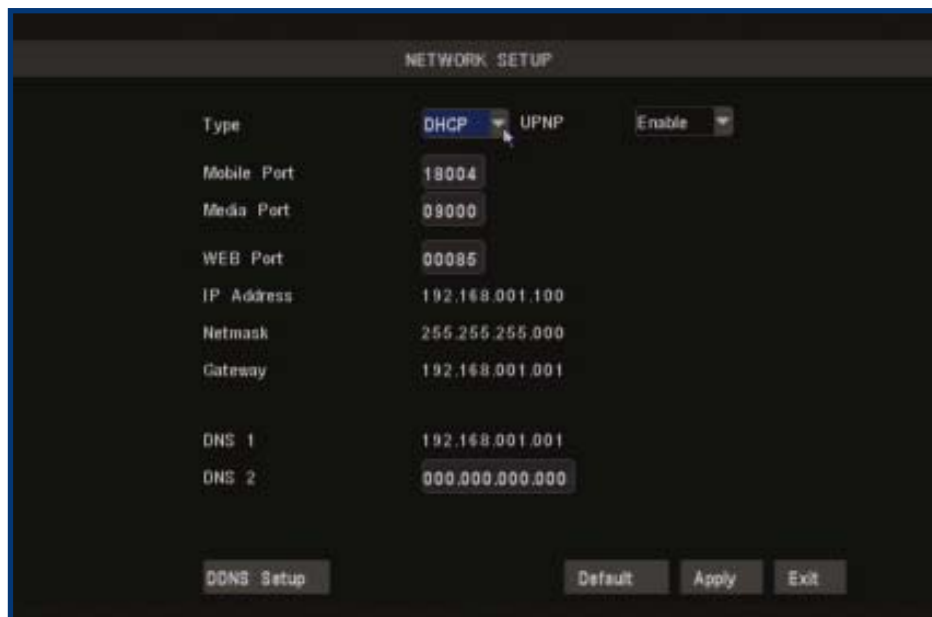 NETWORK SETUP
Type DHCP UPNP Enable
Mobile Port 18004
Media Port 09000
WEB Port 00085
IP Address 192.168.001.100
Netmask 255.255.255.000
Gateway 192.168.001.001
DNS 1 192.168.001.001
DNS 2 000.000.000.000
DDNS Setup Default Apply Exit